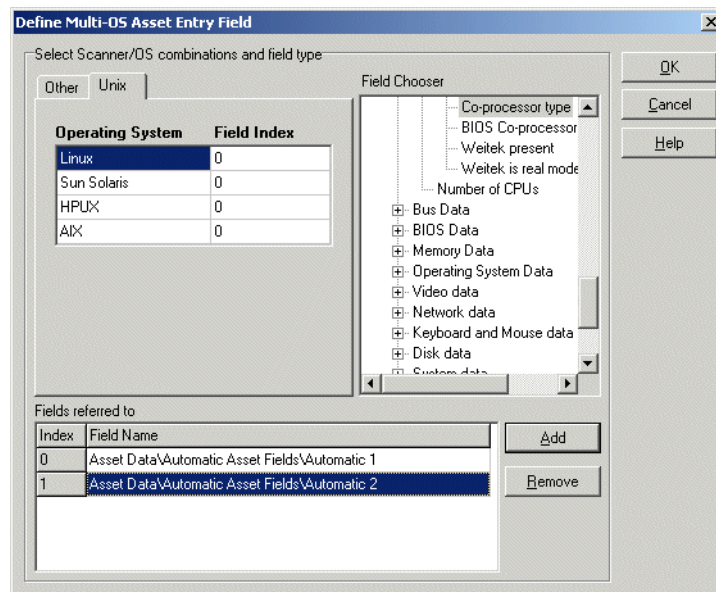 Define Multi-OS Asset Entry Field
Select Scanner/OS combinations and field type
Other Unix
Operating System Field Index
Linux 0
Sun Solaris 0
HPUX 0
AIX 0
Field Chooser
Co-processor type
BIOS Co-processor
Weitek present
Weitek is real mode
Number of CPUs
Bus Data
BIOS Data
Memory Data
Operating System Data
Video data
Network data
Keyboard and Mouse data
Disk data
System data
OK
Cancel
Help
Fields referred to
Index Field Name
0 Asset Data\Automatic Asset Fields\Automatic 1
1 Asset Data\Automatic Asset Fields\Automatic 2
Add
Remove